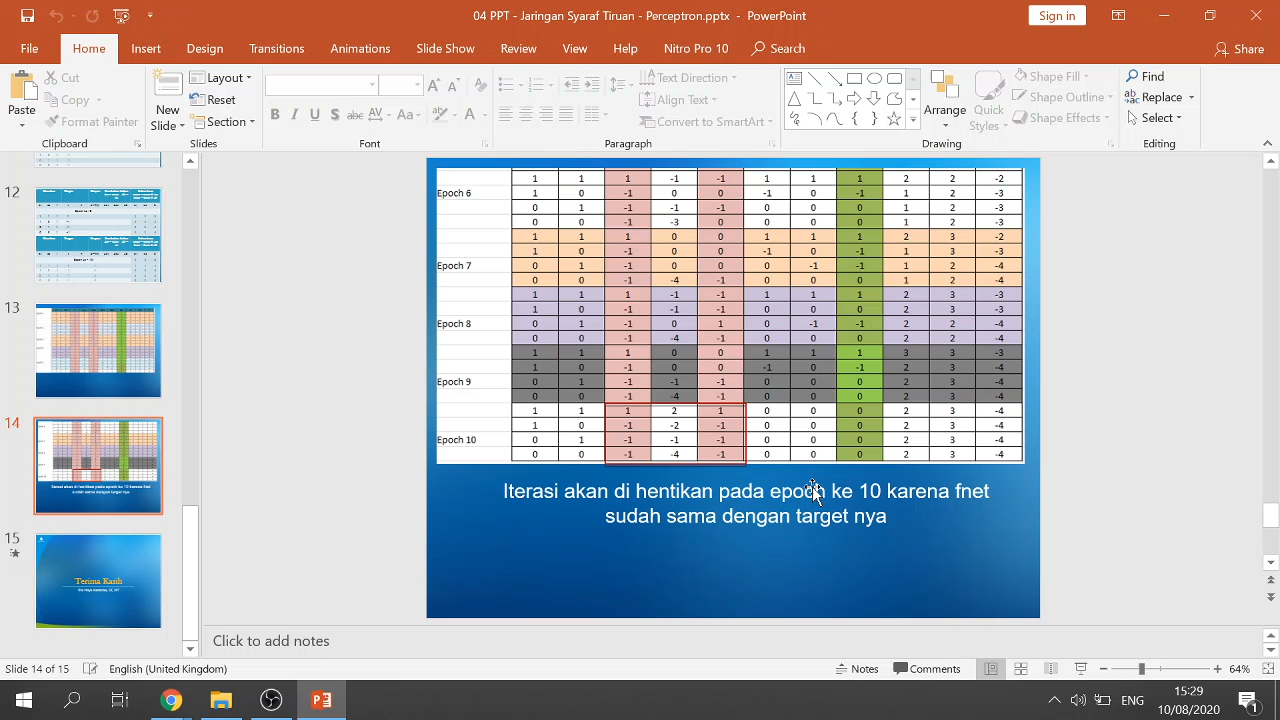 04 PPT - Jaringan Syaraf Tiruan - Perceptron.pptx - PowerPoint
Sign in
File Home Insert Design Transitions Animations Slide Show Review View Help Nitro Pro 10 Search Share
Paste
Cut
Copy
Format Painter
Clipboard
New Slide
Layout
Reset
Section
Slides
B I U S abc AV Aa A
Font
Text Direction
Align Text
Convert to SmartArt
Paragraph
Arrange
Quick Styles
Shape Fill
Shape Outline
Shape Effects
Drawing
Find
Replace
Select
Editing
12
13
14
15
Terima Kasih
1 1 1 -1 -1 1 1 1 2 2 -2
Epoch 6 1 0 -1 0 0 -1 0 -1 1 2 -3
0 1 -1 -1 -1 0 0 0 1 2 -3
0 0 -1 -3 0 0 0 1 2 -3
1 1 1 0 0 1 1 1 2 3 -2
1 0 -1 0 0 -1 0 -1 1 3 -3
Epoch 7 0 1 -1 0 0 0 -1 -1 1 2 -4
0 0 -1 -4 -1 0 0 0 1 2 -4
1 1 1 -1 -1 1 1 1 2 3 -3
1 0 -1 -1 -1 0 0 0 2 3 -3
Epoch 8 0 1 -1 0 1 0 -1 -1 2 2 -4
0 0 -1 -4 -1 0 0 0 2 2 -4
1 1 1 0 0 1 1 1 3 3 -3
1 0 -1 0 0 -1 0 -1 2 3 -4
Epoch 9 0 1 -1 -1 -1 0 0 0 2 3 -4
0 0 -1 -4 -1 0 0 0 2 3 -4
1 1 1 2 1 0 0 0 2 3 -4
1 0 -1 -2 -1 0 0 0 2 3 -4
Epoch 10 0 1 -1 -1 -1 0 0 0 2 3 -4
0 0 -1 -4 -1 0 0 0 2 3 -4
Iterasi akan di hentikan pada epoch ke 10 karena fnet
sudah sama dengan target nya
Click to add notes
Slide 14 of 15 English (United Kingdom) Notes Comments 64%
ENG
15:29
10/08/2020
1